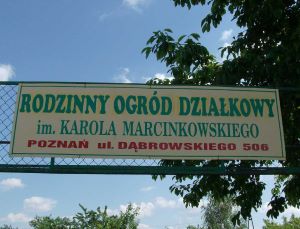 RODZINNY OGRÓD DZIAŁKOWY
im. KAROLA MARCINKOWSKIEGO
POZNAŃ ul. DĄBROWSKIEGO 506